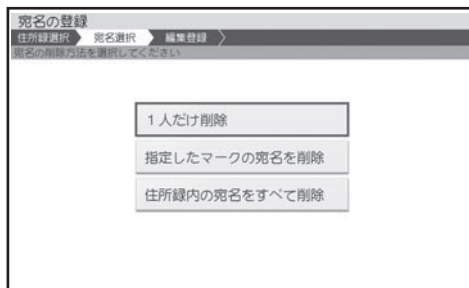 宛名の登録
住所録選択 宛名選択 編集登録
宛名の削除方法を選択してください
1人だけ削除
指定したマークの宛名を削除
住所録内の宛名をすべて削除